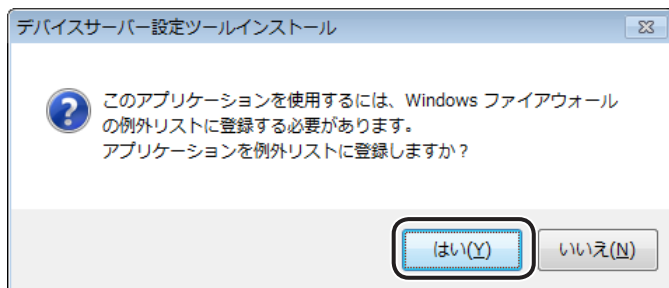 デバイスサーバー設定ツールインストール
このアプリケーションを使用するには、Windows ファイアウォール
の例外リストに登録する必要があります。
アプリケーションを例外リストに登録しますか？
はい(Y) いいえ(N)